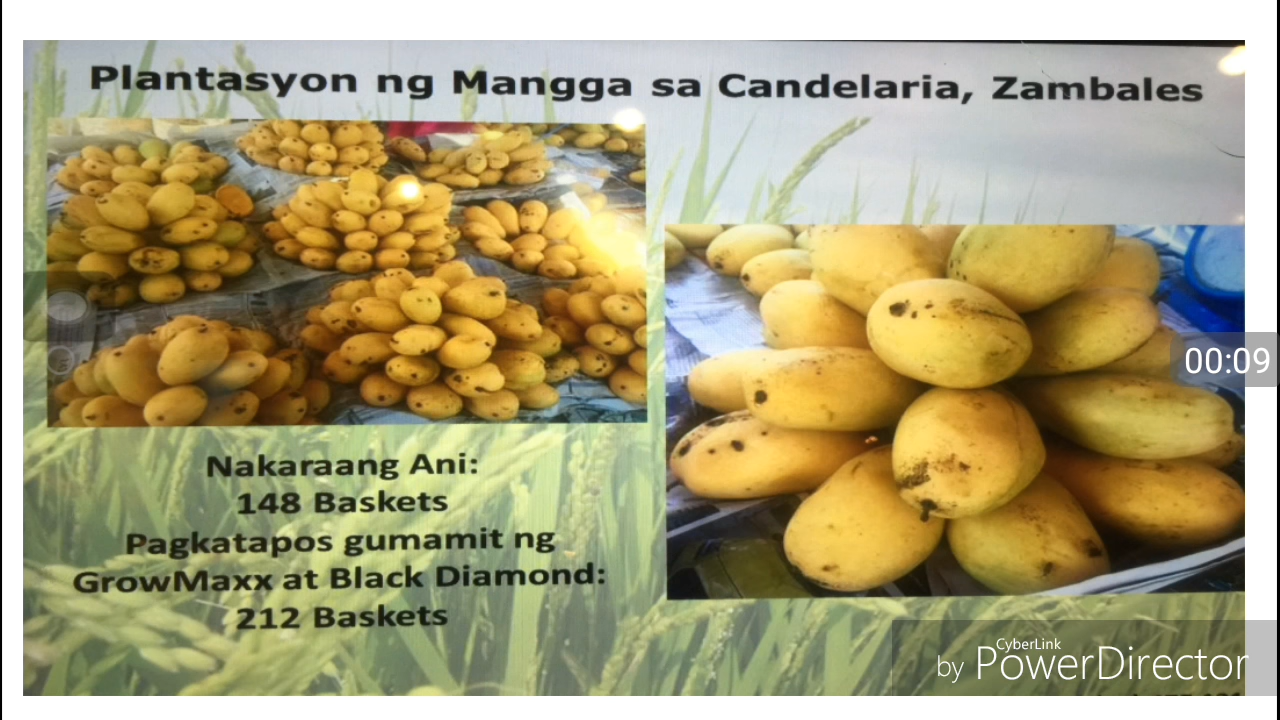 Plantasyon ng Mangga sa Candelaria, Zambales
Nakaraang Ani:
148 Baskets
Pagkatapos gumamit ng
GrowMaxx at Black Diamond:
212 Baskets
00:09
CyberLink
by PowerDirector